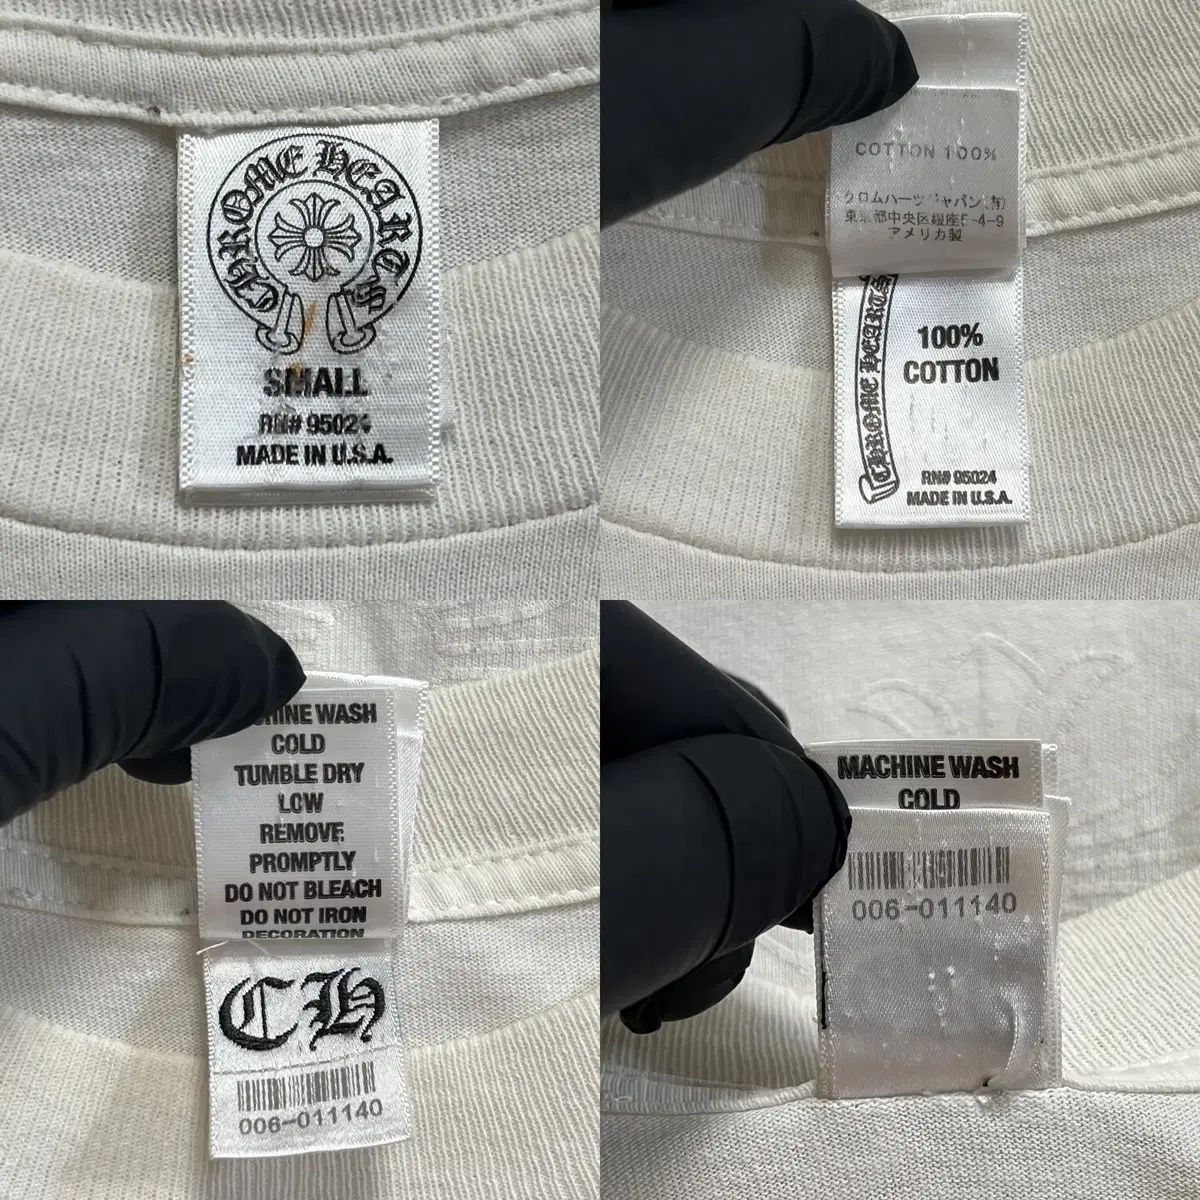 CHROME HEARTS
SMALL
RN# 95024
MADE IN U.S.A.
COTTON 100%
クロムハーツジャパン(有)
東京都中央区銀座5-4-9
アメリカ製
CHROME HEARTS
100%
COTTON
RN# 95024
MADE IN U.S.A.
WASH
COLD
TUMBLE DRY
LOW
REMOVE
PROMPTLY
DO NOT BLEACH
DO NOT IRON
DECORATION
CH
006-011140
MACHINE WASH
COLD
006-011140